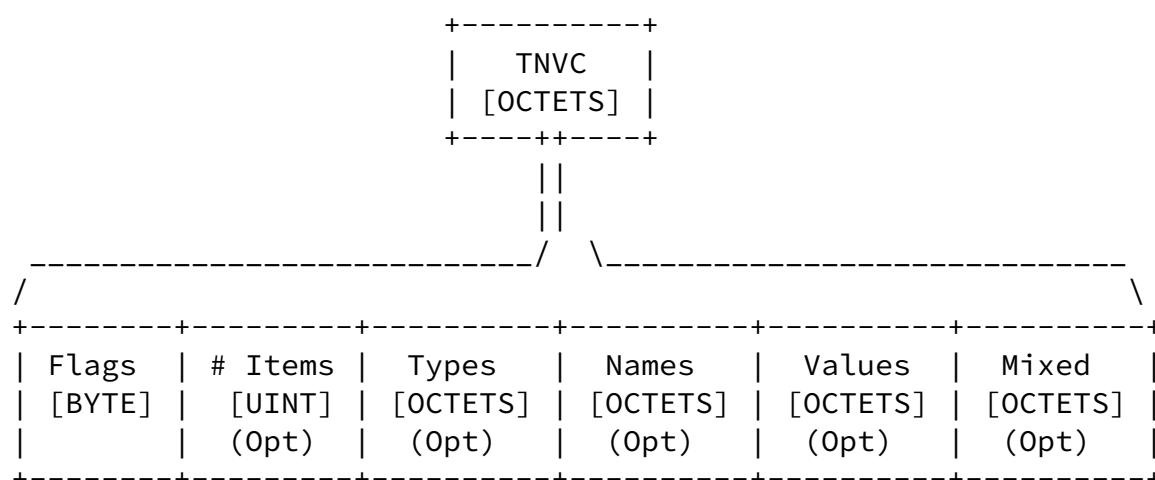 TNVC
[OCTETS]
Flags # Items Types Names Values Mixed
[BYTE] [UINT] [OCTETS] [OCTETS] [OCTETS] [OCTETS]
(Opt) (Opt) (Opt) (Opt) (Opt)